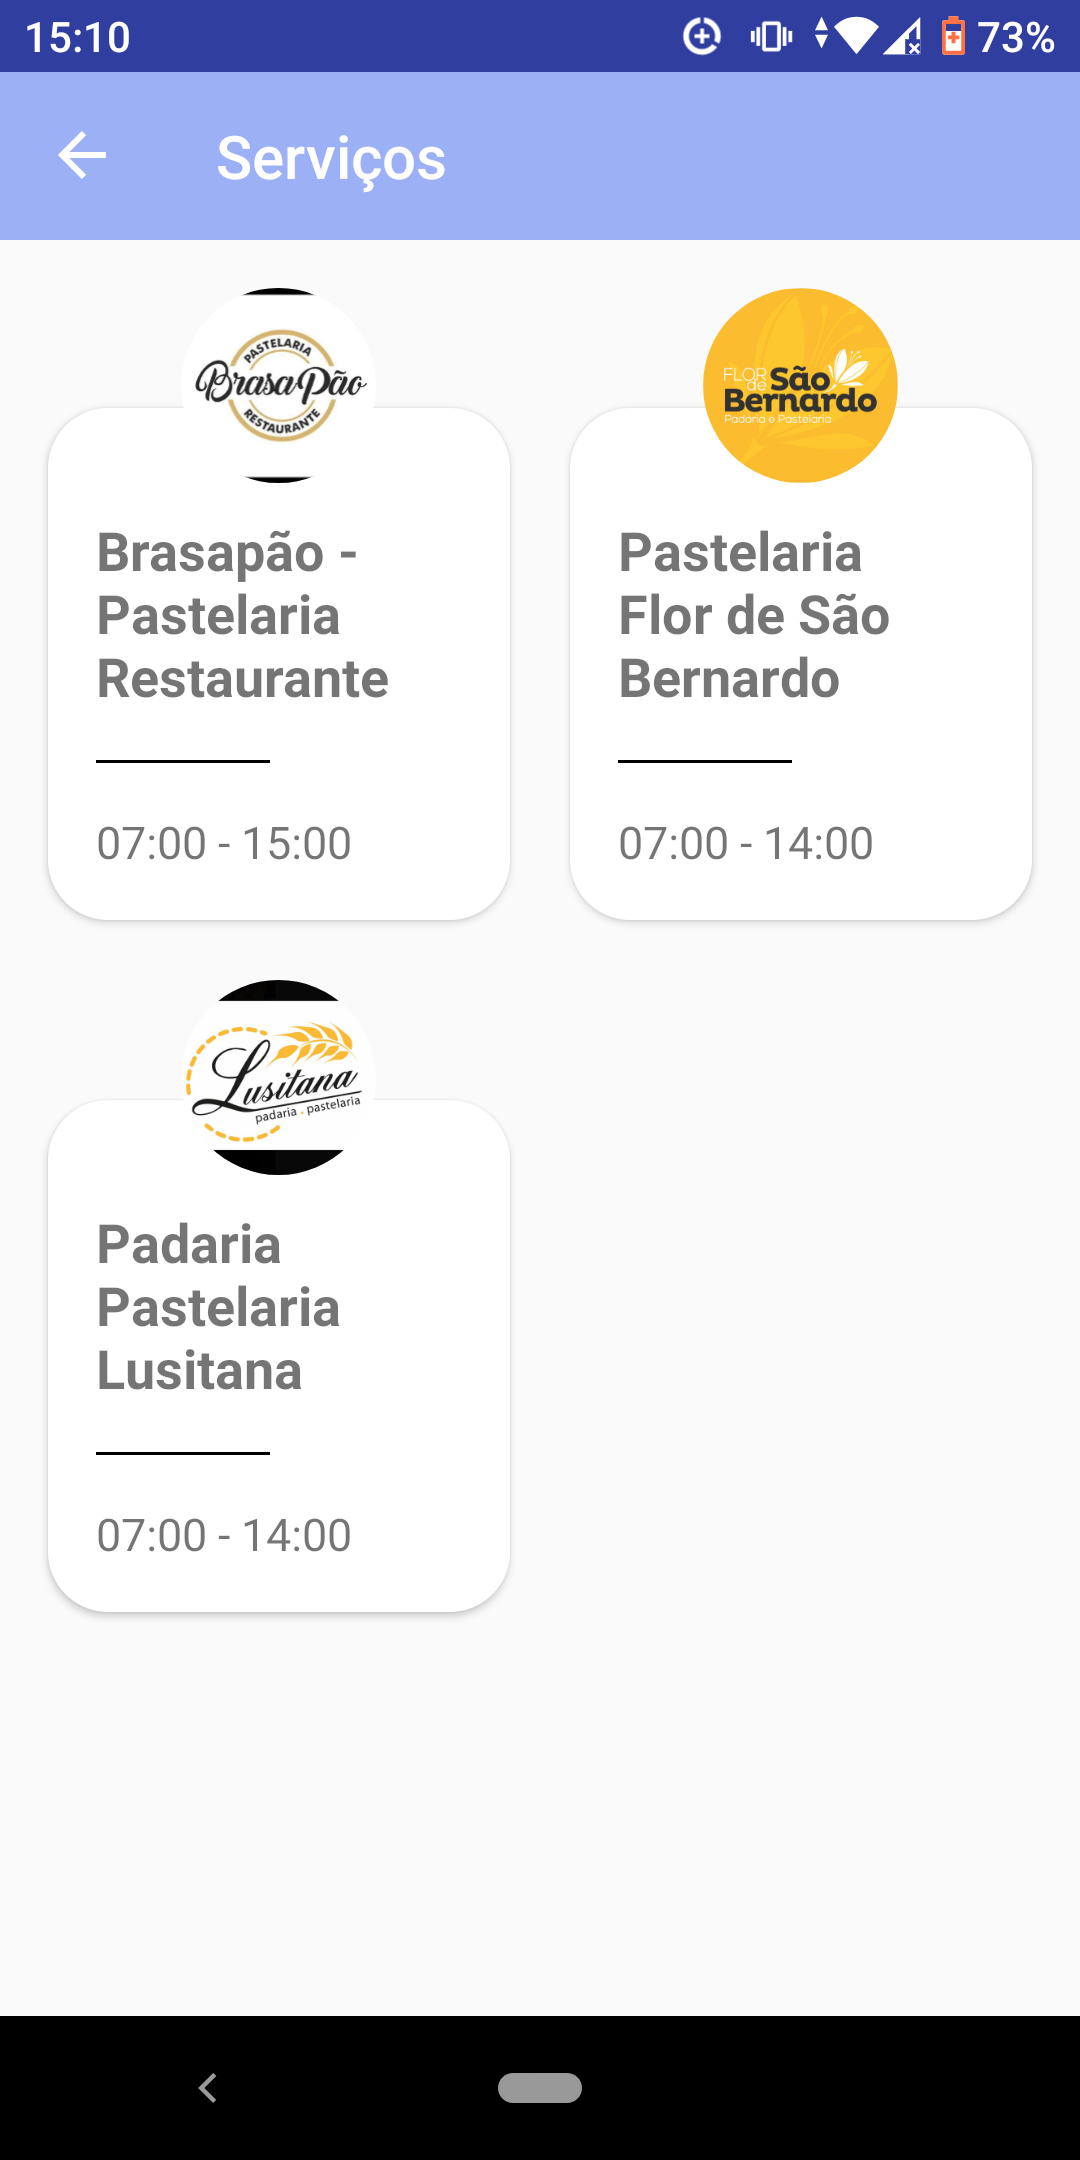 15:10
73%
Serviços
PASTELARIA
BrasaPão
RESTAURANTE
Brasapão -
Pastelaria
Restaurante
07:00 - 15:00
FLOR
de São
Bernardo
Padaria e Pastelaria
Pastelaria
Flor de São
Bernardo
07:00 - 14:00
Lusitana
padaria . pastelaria
Padaria
Pastelaria
Lusitana
07:00 - 14:00